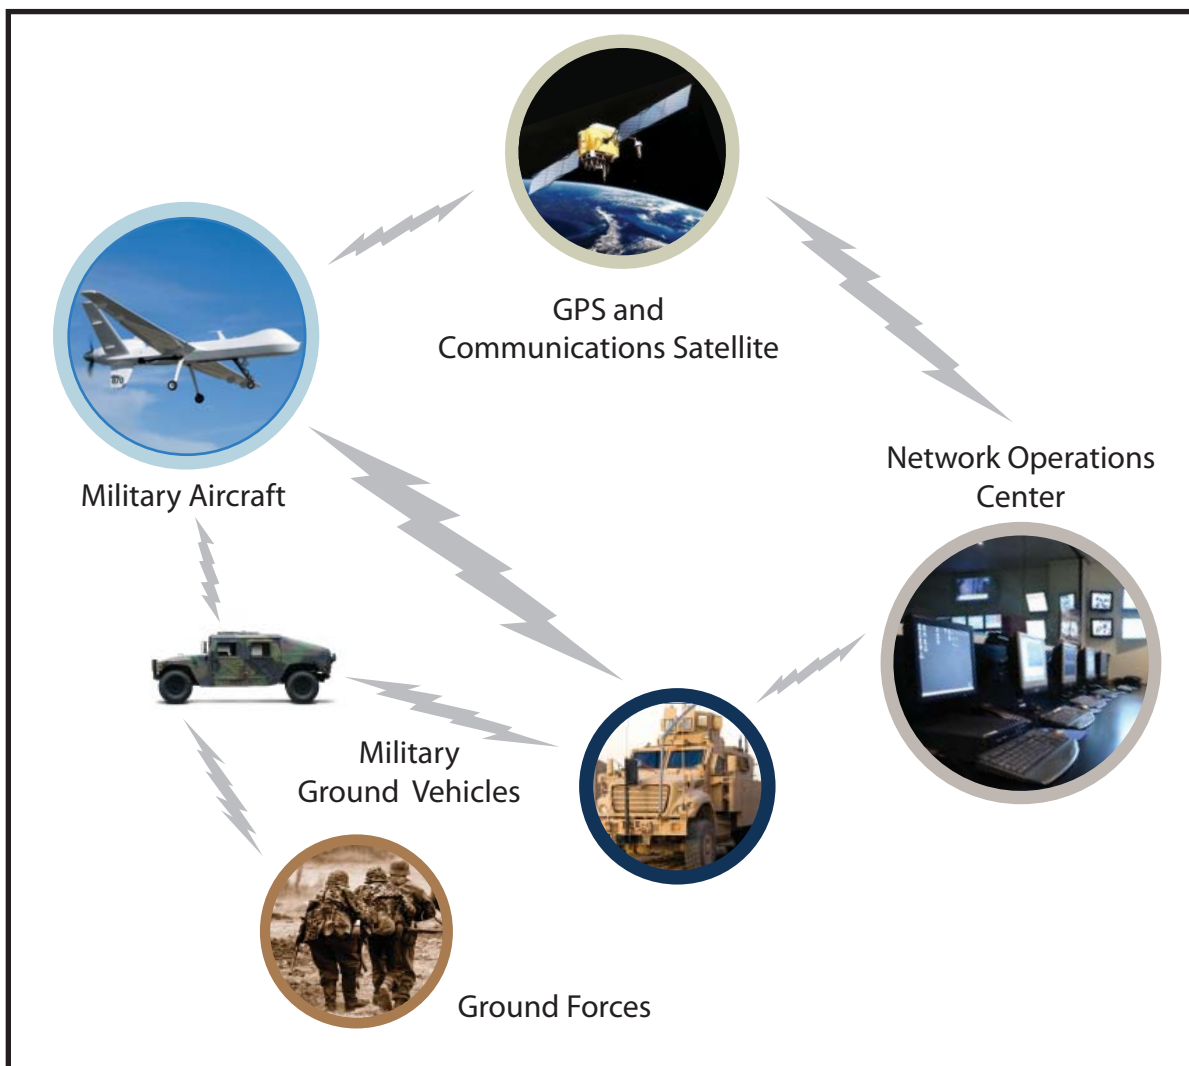 GPS and
Communications Satellite
Military Aircraft
Network Operations
Center
Military
Ground Vehicles
Ground Forces